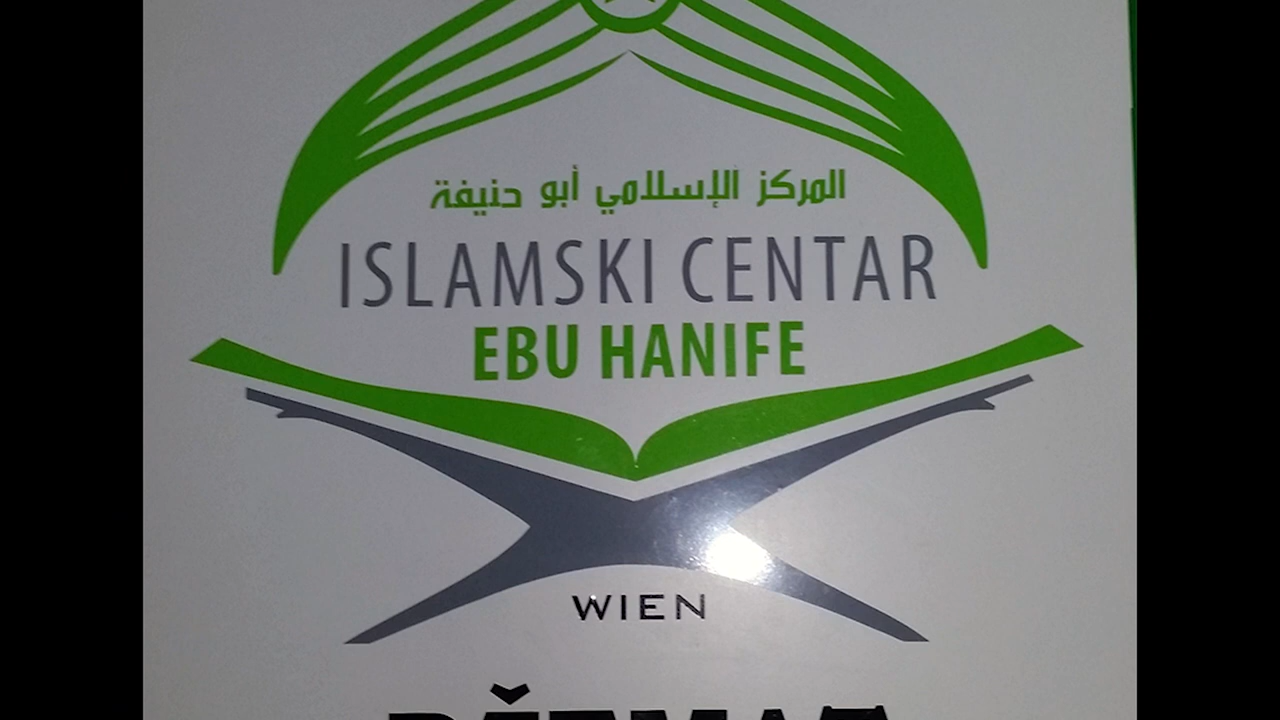 المركز الإسلامي أبو حنيفة
ISLAMSKI CENTAR
EBU HANIFE
WIEN